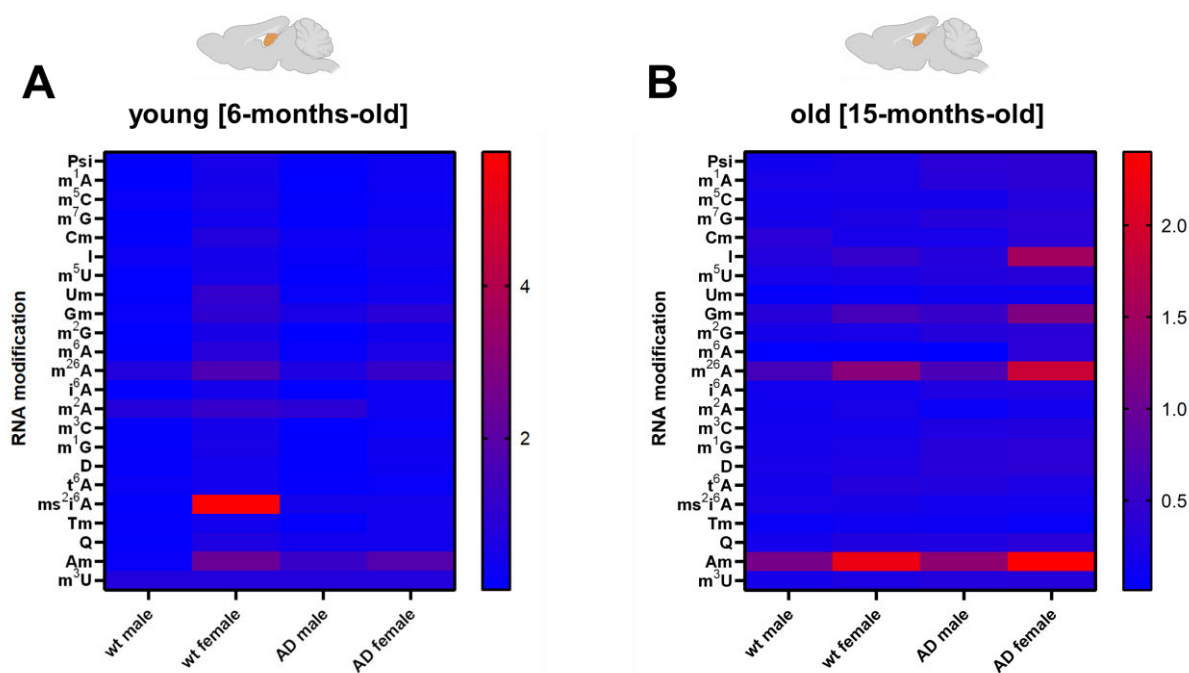 A
young [6-months-old]
RNA modification
Psi
m¹A
m⁵C
m⁷G
Cm
I
m⁵U
Um
Gm
m²G
m⁶A
m²⁶A
i⁶A
m²A
m³C
m¹G
D
t⁶A
ms²i⁶A
Tm
Q
Am
m³U
wt male
wt female
AD male
AD female
4
2
B
old [15-months-old]
RNA modification
Psi
m¹A
m⁵C
m⁷G
Cm
I
m⁵U
Um
Gm
m²G
m⁶A
m²⁶A
i⁶A
m²A
m³C
m¹G
D
t⁶A
ms²i⁶A
Tm
Q
Am
m³U
wt male
wt female
AD male
AD female
2.0
1.5
1.0
0.5